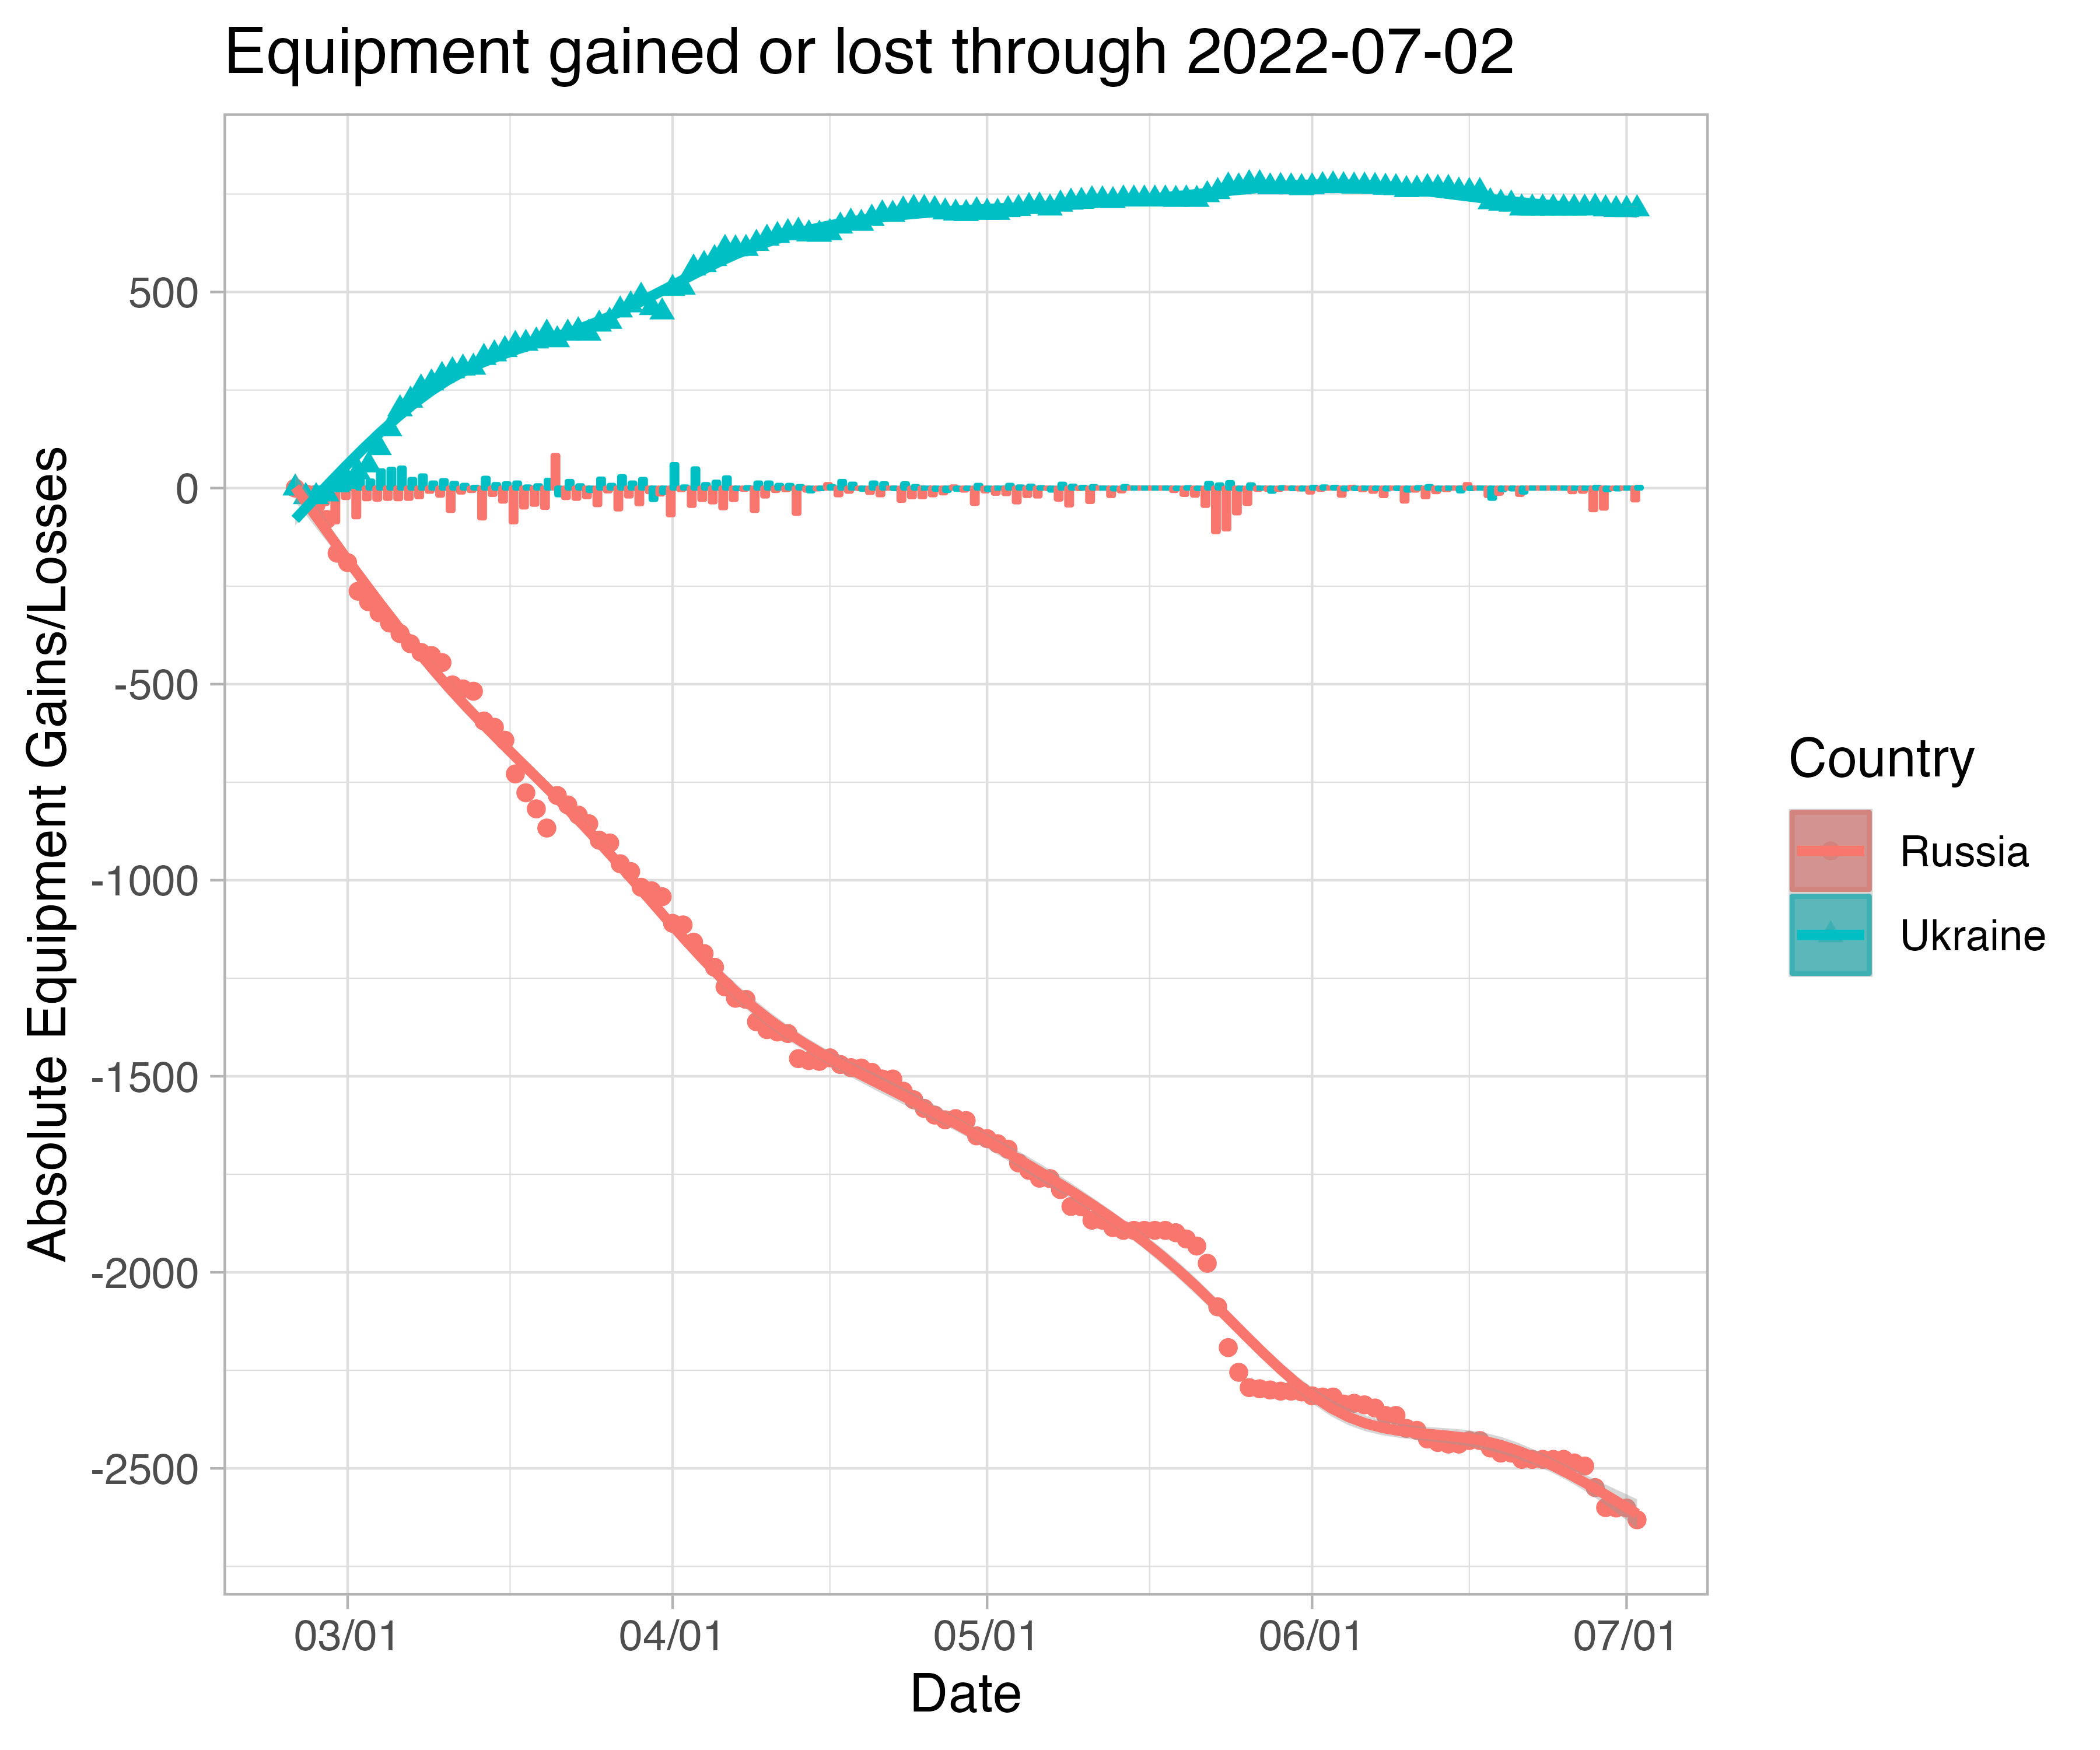 Equipment gained or lost through 2022-07-02
Absolute Equipment Gains/Losses
500
0
-500
-1000
-1500
-2000
-2500
03/01
04/01
05/01
06/01
07/01
Date
Country
Russia
Ukraine